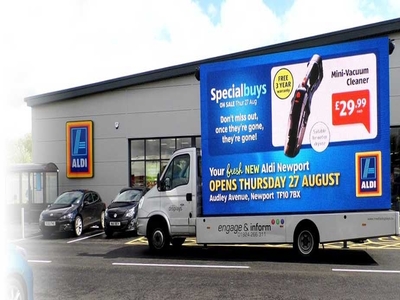 Specialbuys
ON SALE Thur 27 Aug
Don't miss out,
once they're gone,
they're gone!
FREE
3 YEAR
warranty
Mini-Vacuum
Cleaner
£29.99
ALDI
Your fresh NEW Aldi Newport
OPENS THURSDAY 27 AUGUST
Audley Avenue, Newport TF10 7BX
ALDI
engage & inform